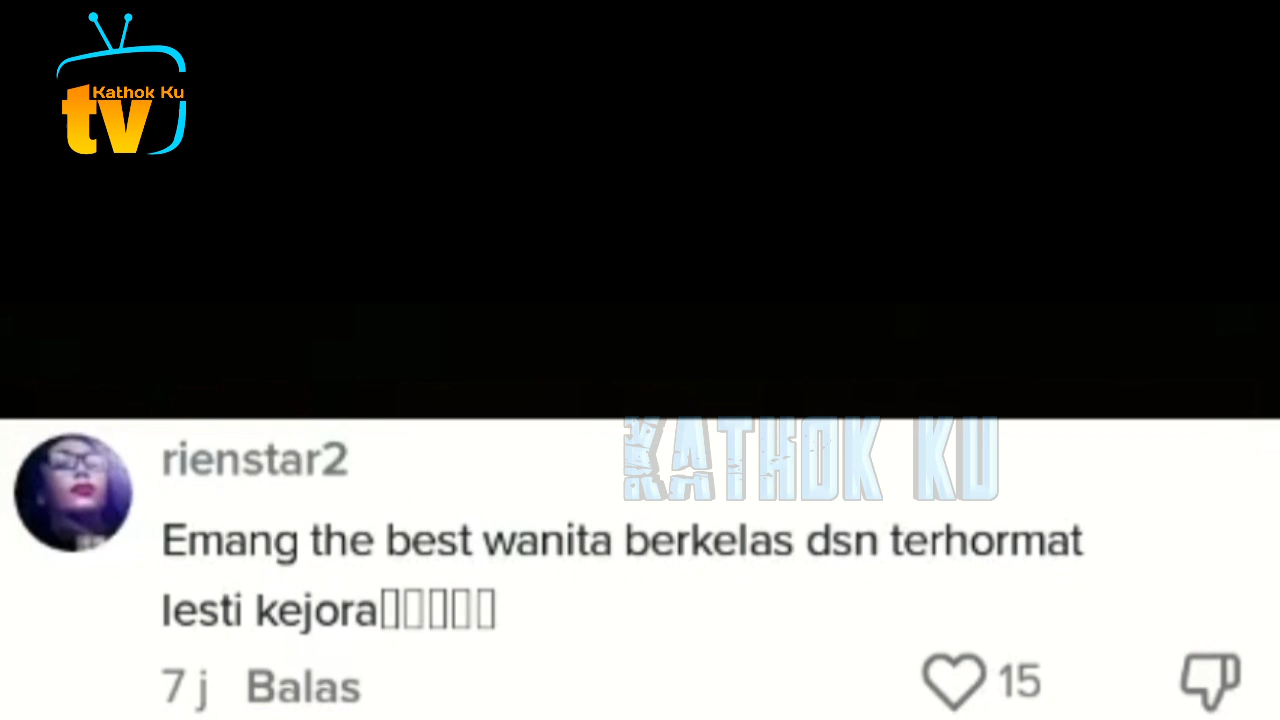 Kathok Ku
tv
KATHOK KU
rienstar2
Emang the best wanita berkelas dsn terhormat
lesti kejora▯▯▯▯▯
7 j Balas
15